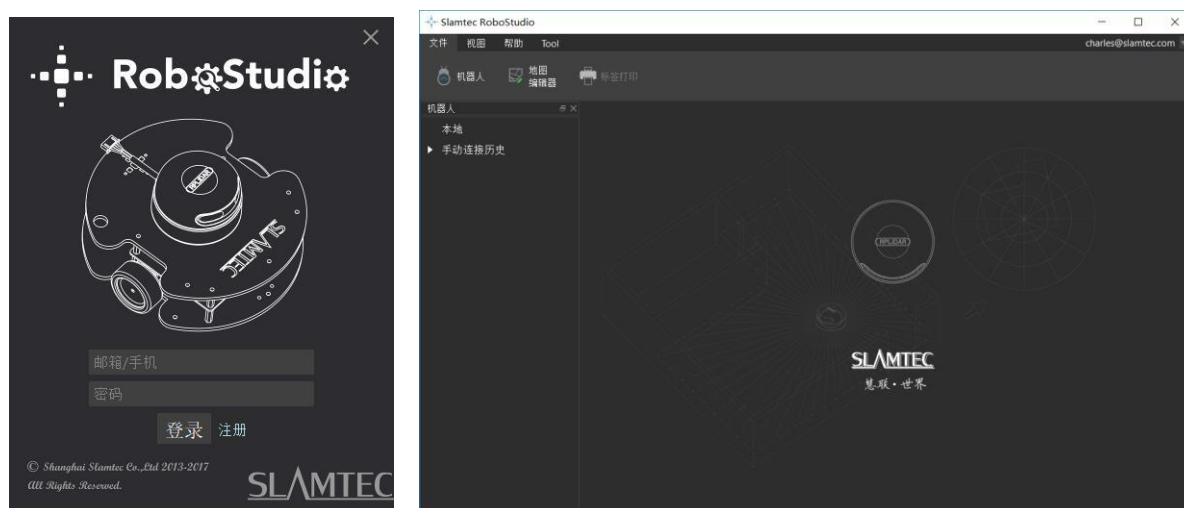 RoboStudio
RPLIDAR
SLAMTEC
邮箱/手机
密码
登录 注册
© Shanghai Slamtec Co.,Ltd 2013-2017
All Rights Reserved.
SLAMTEC
Slamtec RoboStudio
文件 视图 帮助 Tool
charles@slamtec.com
机器人
地图
编辑器
标签打印
机器人
本地
手动连接历史
RPLIDAR
SLAMTEC
慧联·世界